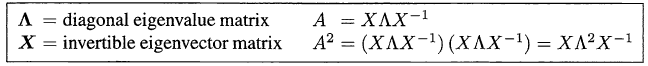 Λ = diagonal eigenvalue matrix A = XΛX⁻¹
X = invertible eigenvector matrix A² = (XΛX⁻¹) (XΛX⁻¹) = XΛ²X⁻¹